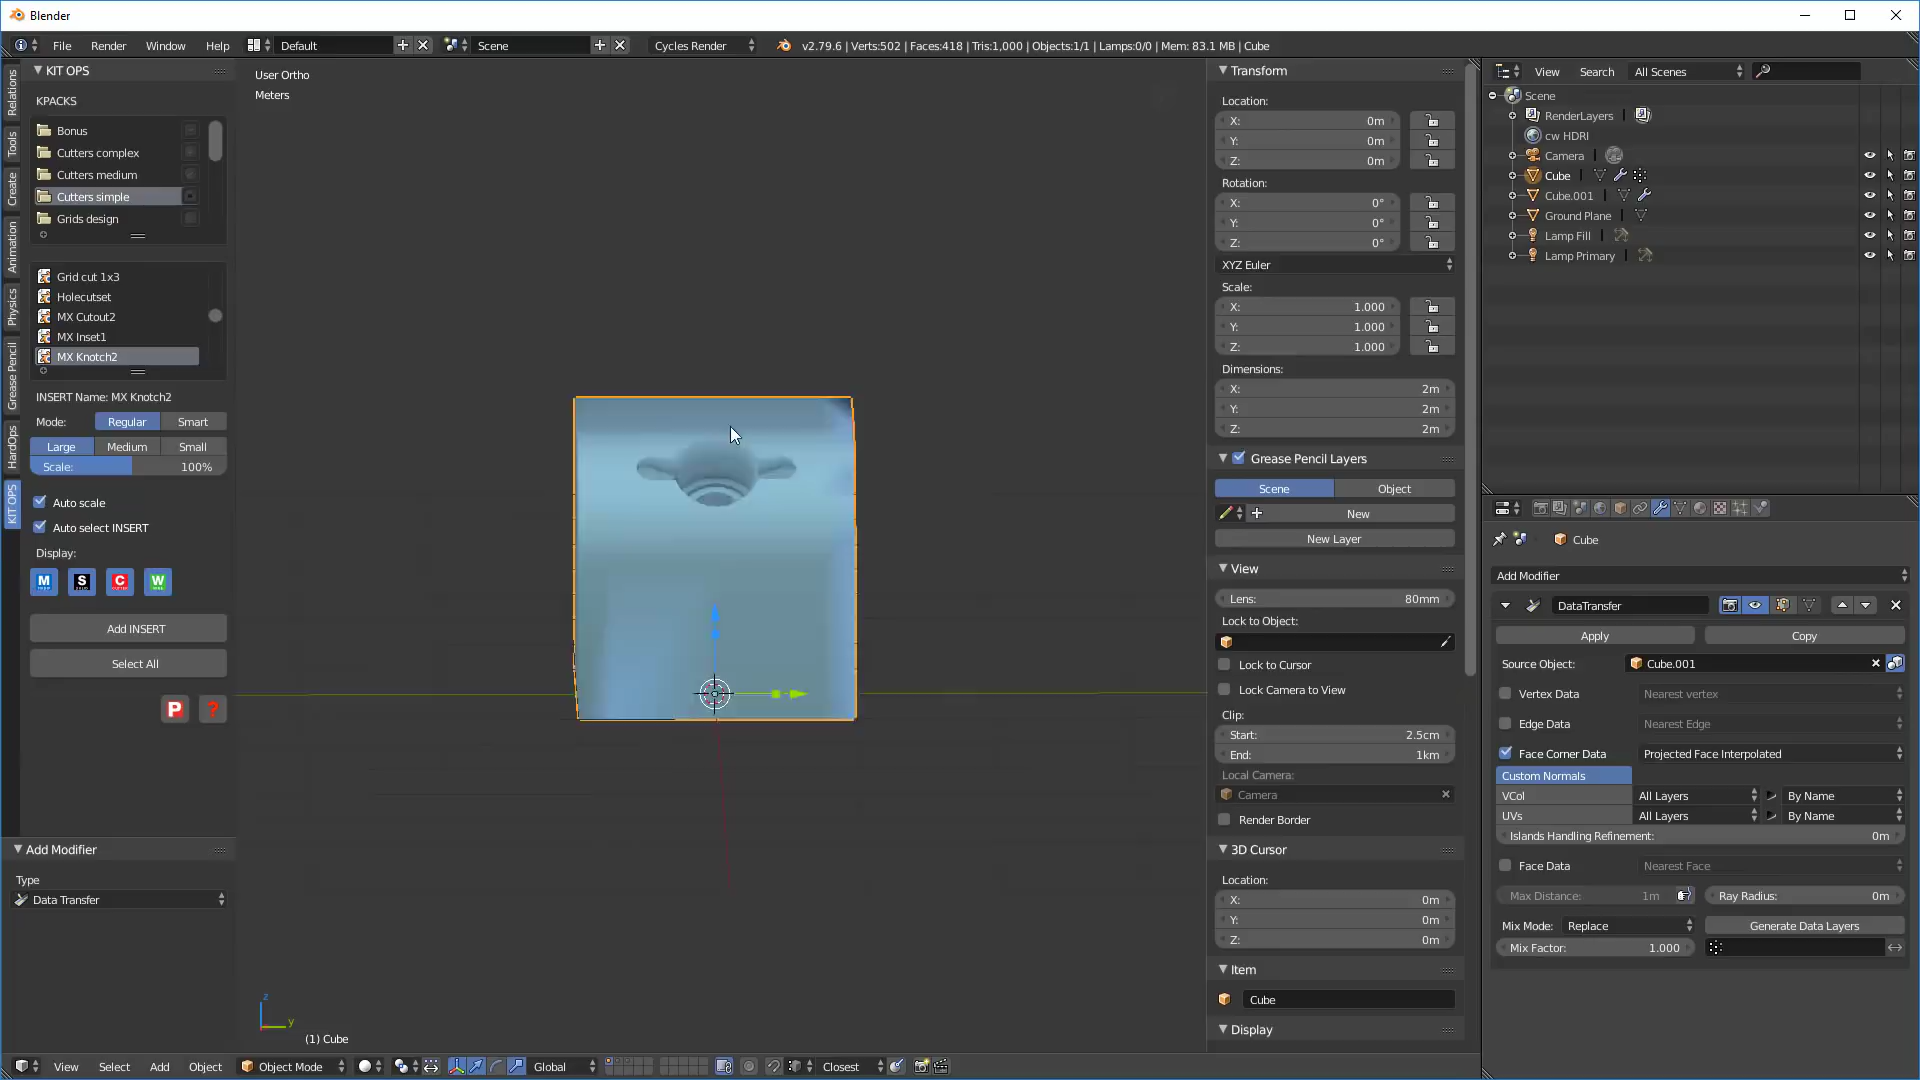 Blender
File Render Window Help Default Scene Cycles Render v2.79.6 | Verts:502 | Faces:418 | Tris:1,000 | Objects:1/1 | Lamps:0/0 | Mem: 83.1 MB | Cube
Relations
Tools
Create
Animation
Physics
Grease Pencil
HardOps
KIT OPS
KIT OPS
KPACKS
Bonus
Cutters complex
Cutters medium
Cutters simple
Grids design
Grid cut 1x3
Holecutset
MX Cutout2
MX Inset1
MX Knotch2
INSERT Name: MX Knotch2
Mode: Regular Smart
Large Medium Small
Scale: 100%
Auto scale
Auto select INSERT
Display:
M S C W
Add INSERT
Select All
P ?
Add Modifier
Type
Data Transfer
User Ortho
Meters
z
y
(1) Cube
View Select Add Object Object Mode Global Closest
Transform
Location:
X: 0m
Y: 0m
Z: 0m
Rotation:
X: 0°
Y: 0°
Z: 0°
XYZ Euler
Scale:
X: 1.000
Y: 1.000
Z: 1.000
Dimensions:
X: 2m
Y: 2m
Z: 2m
Grease Pencil Layers
Scene Object
New
New Layer
View
Lens: 80mm
Lock to Object:
Lock to Cursor
Lock Camera to View
Clip:
Start: 2.5cm
End: 1km
Local Camera:
Camera
Render Border
3D Cursor
Location:
X: 0m
Y: 0m
Z: 0m
Item
Cube
Display
View Search All Scenes
Scene
RenderLayers
cw HDRI
Camera
Cube
Cube.001
Ground Plane
Lamp Fill
Lamp Primary
Cube
Add Modifier
DataTransfer
Apply Copy
Source Object: Cube.001
Vertex Data Nearest vertex
Edge Data Nearest Edge
Face Corner Data Projected Face Interpolated
Custom Normals
VCol All Layers By Name
UVs All Layers By Name
Islands Handling Refinement: 0m
Face Data Nearest Face
Max Distance: 1m Ray Radius: 0m
Mix Mode: Replace Generate Data Layers
Mix Factor: 1.000